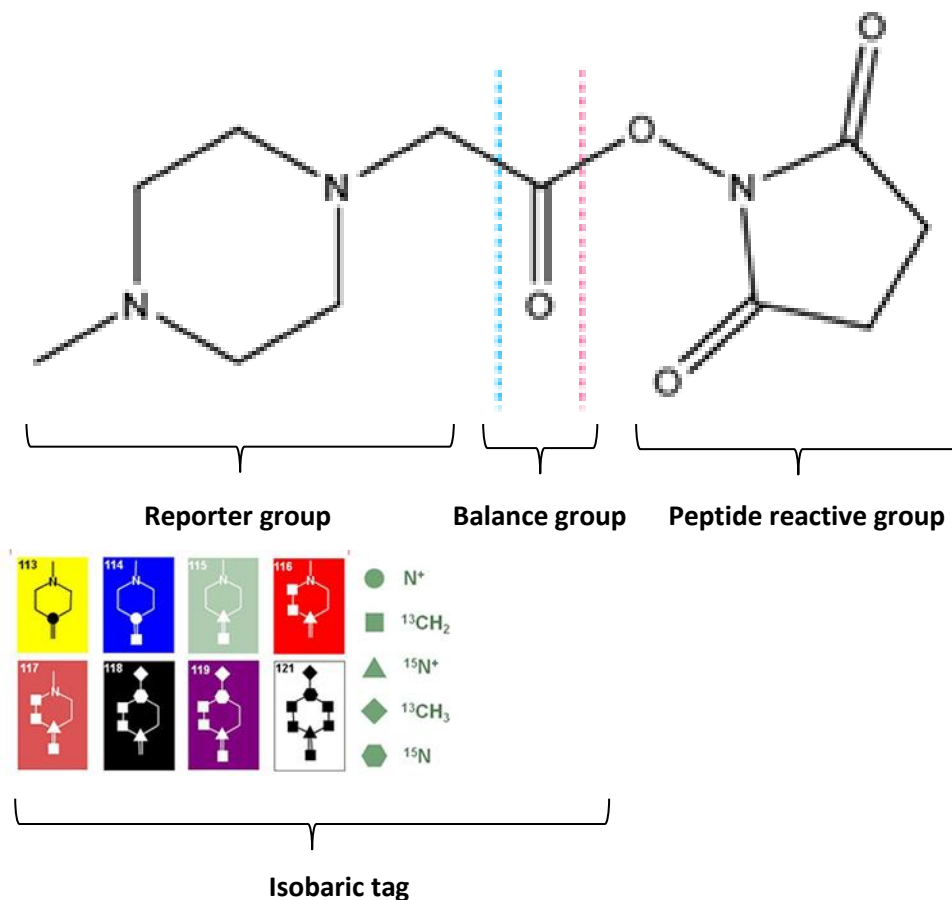 O
O
N
N
N
O
O
Reporter group
Balance group
Peptide reactive group
113
N
114
N
115
N
116
N
N⁺
¹³CH₂
117
N
118
119
121
¹⁵N⁺
¹³CH₃
¹⁵N
Isobaric tag